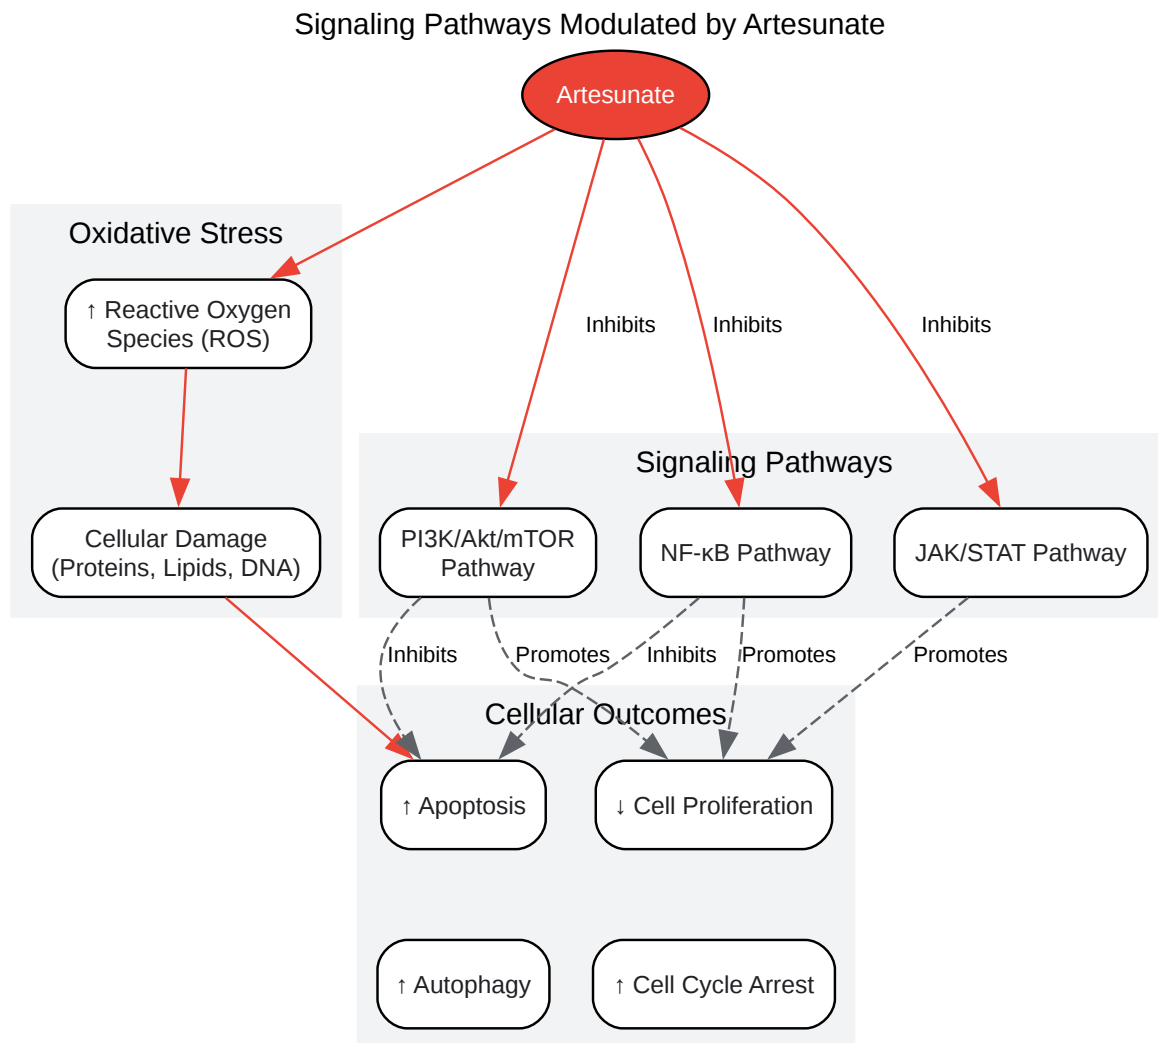 Signaling Pathways Modulated by Artesunate
Artesunate
Oxidative Stress
↑ Reactive Oxygen
Species (ROS)
Inhibits
Inhibits
Inhibits
Signaling Pathways
Cellular Damage
(Proteins, Lipids, DNA)
PI3K/Akt/mTOR
Pathway
NF-κB Pathway
JAK/STAT Pathway
Inhibits
Promotes
Inhibits
Promotes
Promotes
Cellular Outcomes
↑ Apoptosis
↓ Cell Proliferation
↑ Autophagy
↑ Cell Cycle Arrest